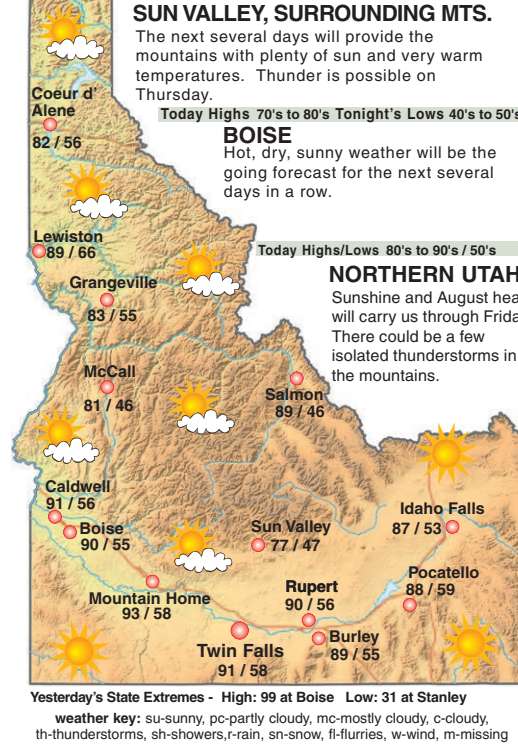 SUN VALLEY, SURROUNDING MTS.
The next several days will provide the
mountains with plenty of sun and very warm
temperatures. Thunder is possible on
Thursday.
Today Highs 70's to 80's Tonight's Lows 40's to 50's
BOISE
Hot, dry, sunny weather will be the
going forecast for the next several
days in a row.
Today Highs/Lows 80's to 90's / 50's
NORTHERN UTAH
Sunshine and August hea
will carry us through Frida
There could be a few
isolated thunderstorms in
the mountains.
Coeur d'
Alene
82 / 56
Lewiston
89 / 66
Grangeville
83 / 55
McCall
81 / 46
Salmon
89 / 46
Caldwell
91 / 56
Boise
90 / 55
Sun Valley
77 / 47
Idaho Falls
87 / 53
Mountain Home
93 / 58
Rupert
90 / 56
Pocatello
88 / 59
Twin Falls
91 / 58
Burley
89 / 55
Yesterday's State Extremes - High: 99 at Boise Low: 31 at Stanley
weather key: su-sunny, pc-partly cloudy, mc-mostly cloudy, c-cloudy,
th-thunderstorms, sh-showers,r-rain, sn-snow, fl-flurries, w-wind, m-missing